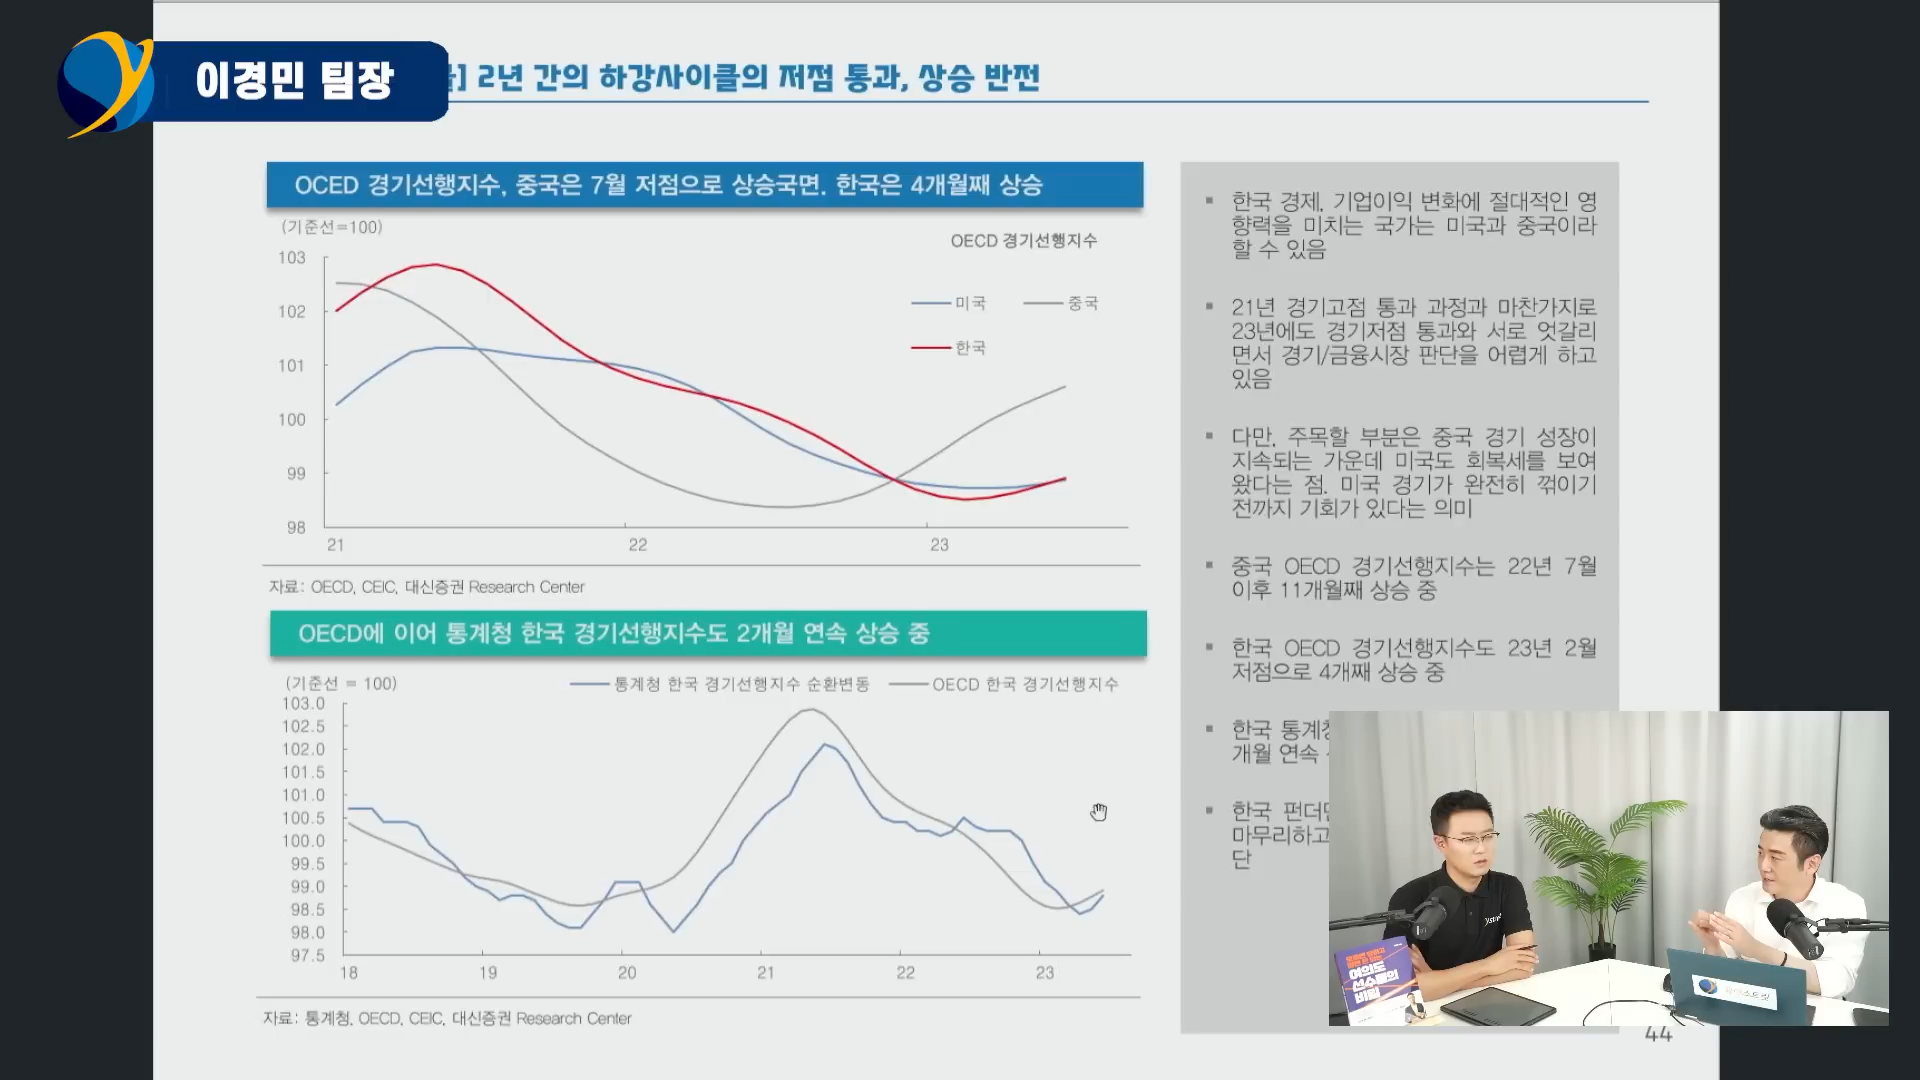 이경민 팀장
] 2년 간의 하강사이클의 저점 통과, 상승 반전
OCED 경기선행지수, 중국은 7월 저점으로 상승국면. 한국은 4개월째 상승
(기준선=100)
OECD 경기선행지수
미국 중국
한국
103
102
101
100
99
98
21 22 23
자료: OECD, CEIC, 대신증권 Research Center
OECD에 이어 통계청 한국 경기선행지수도 2개월 연속 상승 중
(기준선 = 100)
통계청 한국 경기선행지수 순환변동 OECD 한국 경기선행지수
103.0
102.5
102.0
101.5
101.0
100.5
100.0
99.5
99.0
98.5
98.0
97.5
18 19 20 21 22 23
자료: 통계청, OECD, CEIC, 대신증권 Research Center
▪ 한국 경제, 기업이익 변화에 절대적인 영
향력을 미치는 국가는 미국과 중국이라
할 수 있음
▪ 21년 경기고점 통과 과정과 마찬가지로
23년에도 경기저점 통과와 서로 엇갈리
면서 경기/금융시장 판단을 어렵게 하고
있음
▪ 다만, 주목할 부분은 중국 경기 성장이
지속되는 가운데 미국도 회복세를 보여
왔다는 점. 미국 경기가 완전히 꺾이기
전까지 기회가 있다는 의미
▪ 중국 OECD 경기선행지수는 22년 7월
이후 11개월째 상승 중
▪ 한국 OECD 경기선행지수도 23년 2월
저점으로 4개째 상승 중
▪ 한국 통계청
개월 연속
▪ 한국 펀더
마무리하고
단
여의도
선수들의
비밀
44